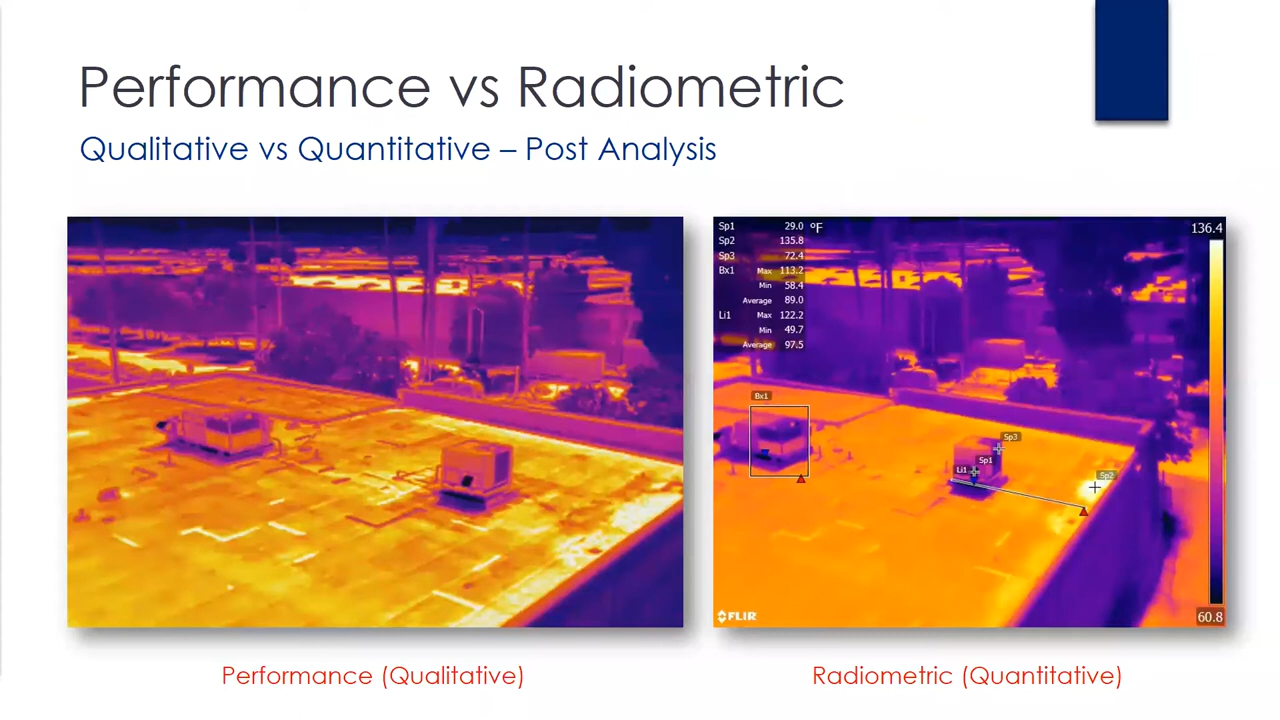 Performance vs Radiometric
Qualitative vs Quantitative – Post Analysis
Sp1 29.0 °F
Sp2 135.8
Sp3 72.4
Bx1 Max 113.2
Min 58.4
Average 89.0
Li1 Max 122.2
Min 49.7
Average 97.5
136.4
Bx1
Sp3
Sp1
Li1
Sp2
FLIR
60.8
Performance (Qualitative)
Radiometric (Quantitative)